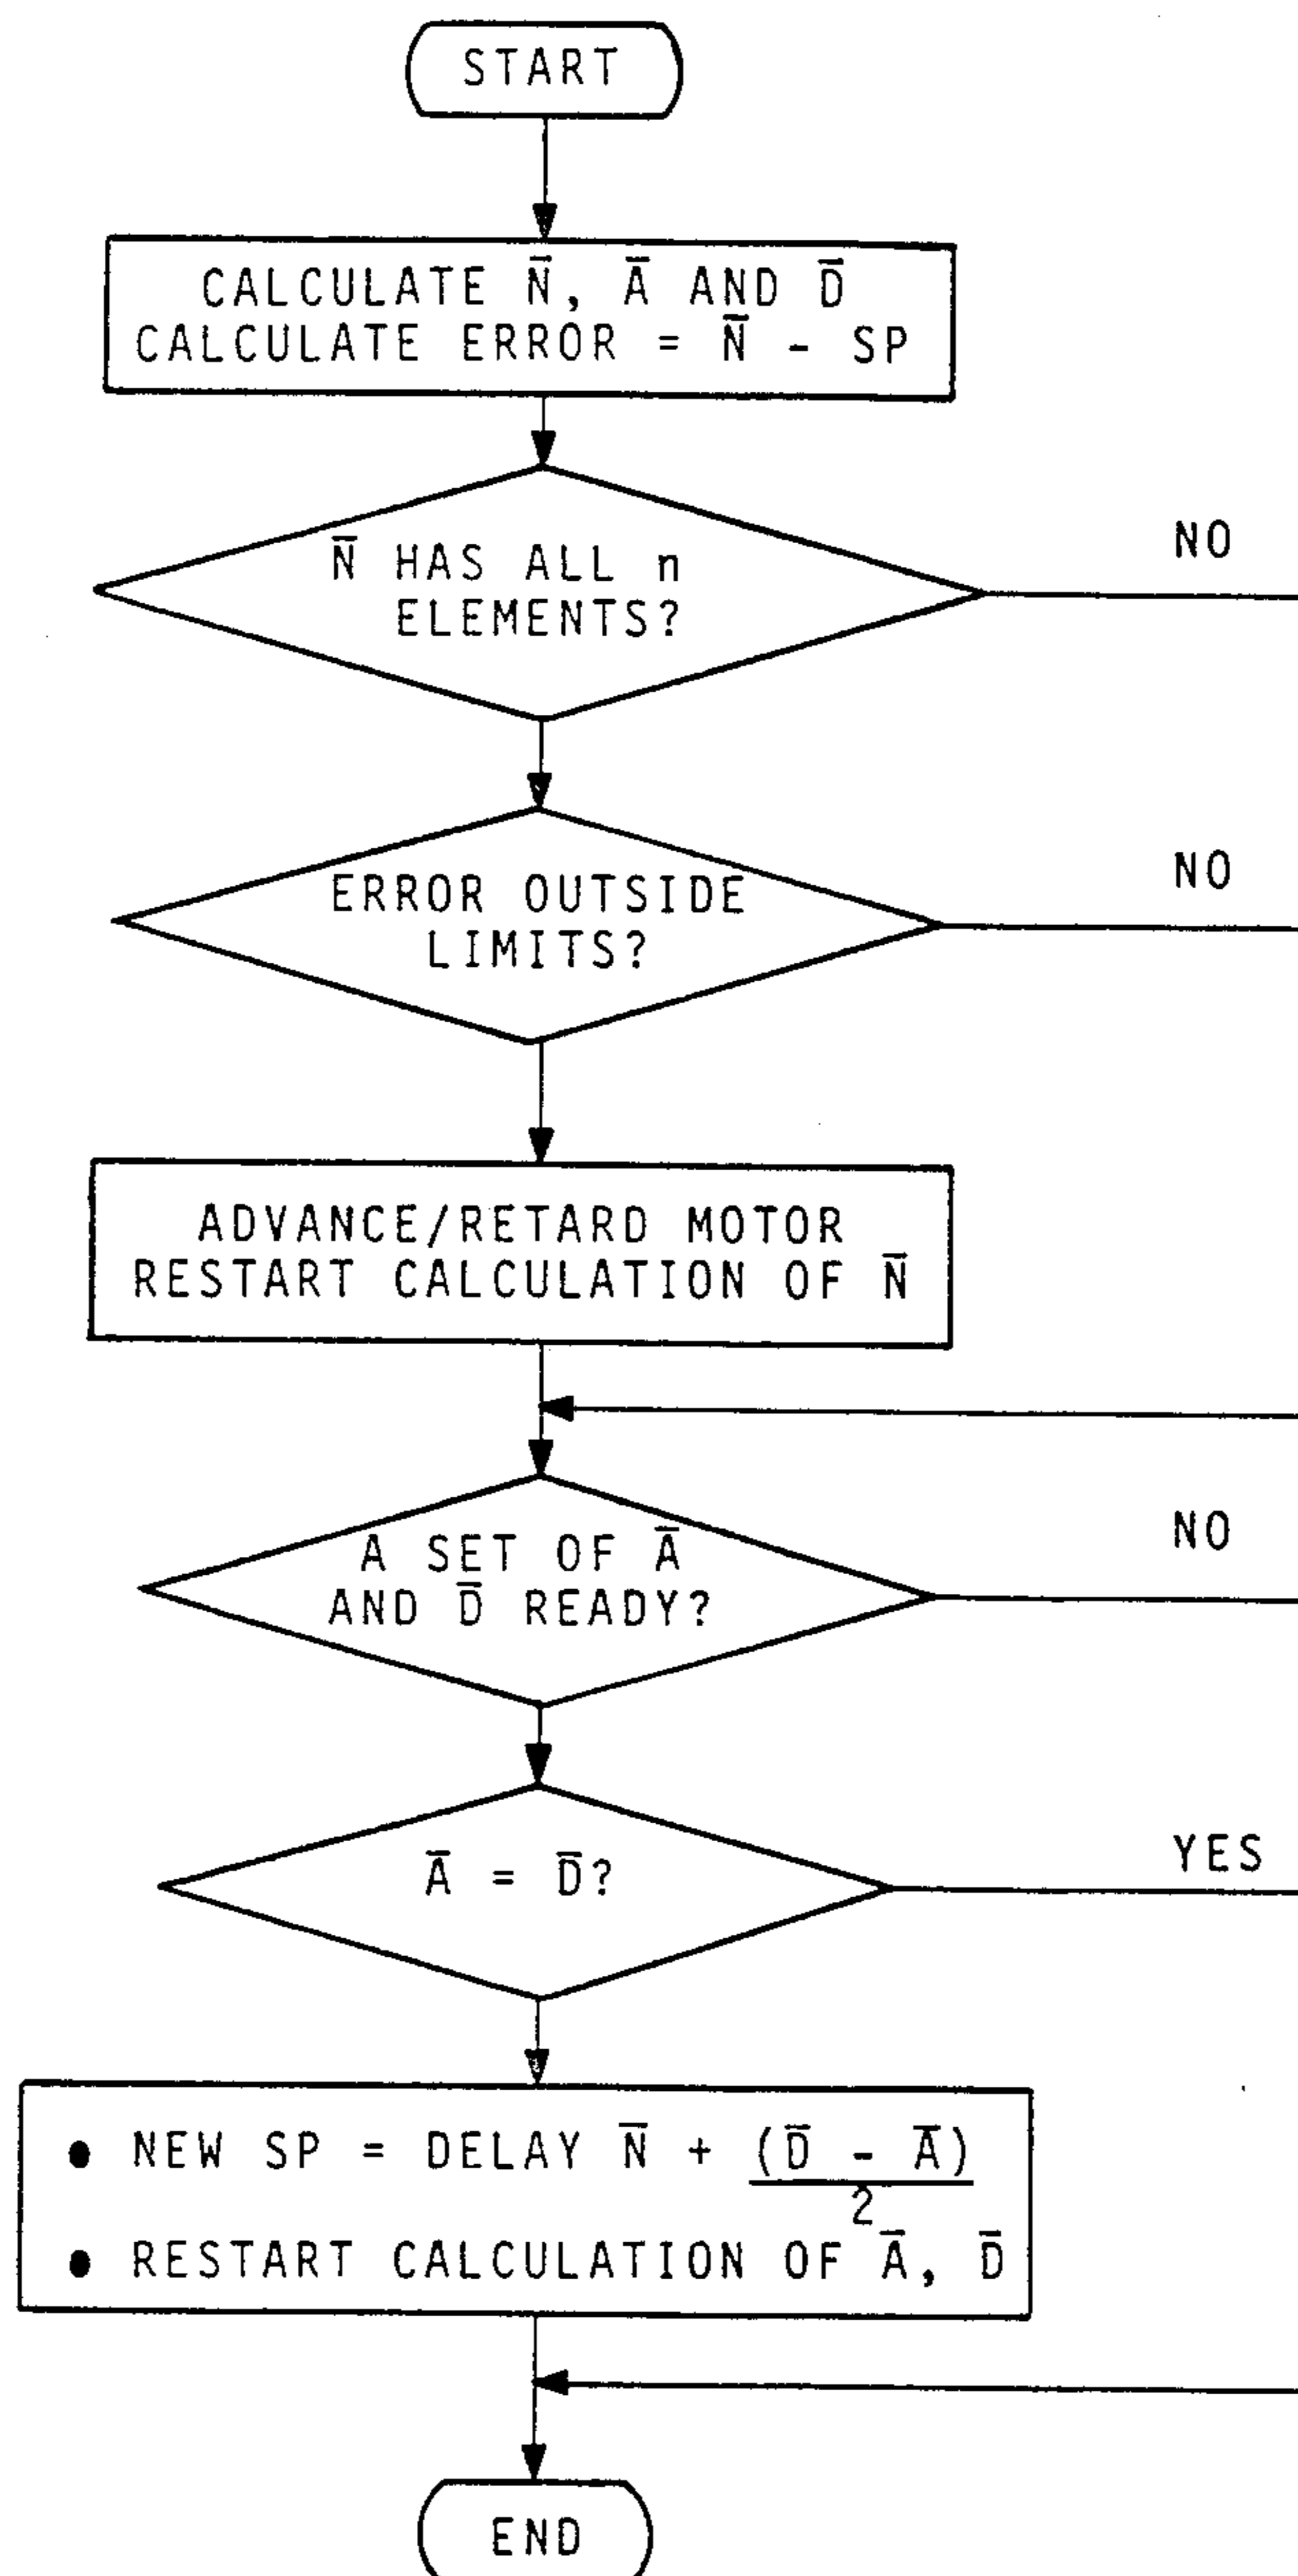 START
CALCULATE N̄, Ā AND D̄
CALCULATE ERROR = N̄ - SP
N̄ HAS ALL n
ELEMENTS?
NO
ERROR OUTSIDE
LIMITS?
NO
ADVANCE/RETARD MOTOR
RESTART CALCULATION OF N̄
A SET OF Ā
AND D̄ READY?
NO
Ā = D̄?
YES
● NEW SP = DELAY N̄ + (D̄ - Ā)
2
● RESTART CALCULATION OF Ā, D̄
END